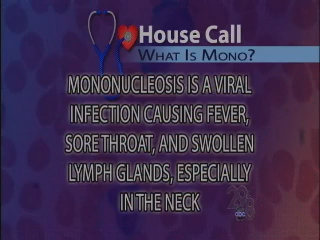 House Call
WHAT IS MONO?
MONONUCLEOSIS IS A VIRAL
INFECTION CAUSING FEVER,
SORE THROAT, AND SWOLLEN
LYMPH GLANDS, ESPECIALLY
IN THE NECK
abc